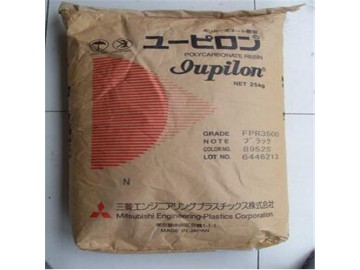 ユーピロン®
POLYCARBONATE RESIN
Iupilon®
NET 25kg
GRADE FPR3500
NOTE ブラック
COLOR NO. 8952S
LOT NO. 6446213
N
三菱エンジニアリングプラスチックス株式会社
Mitsubishi Engineering-Plastics Corporation
MADE IN JAPAN